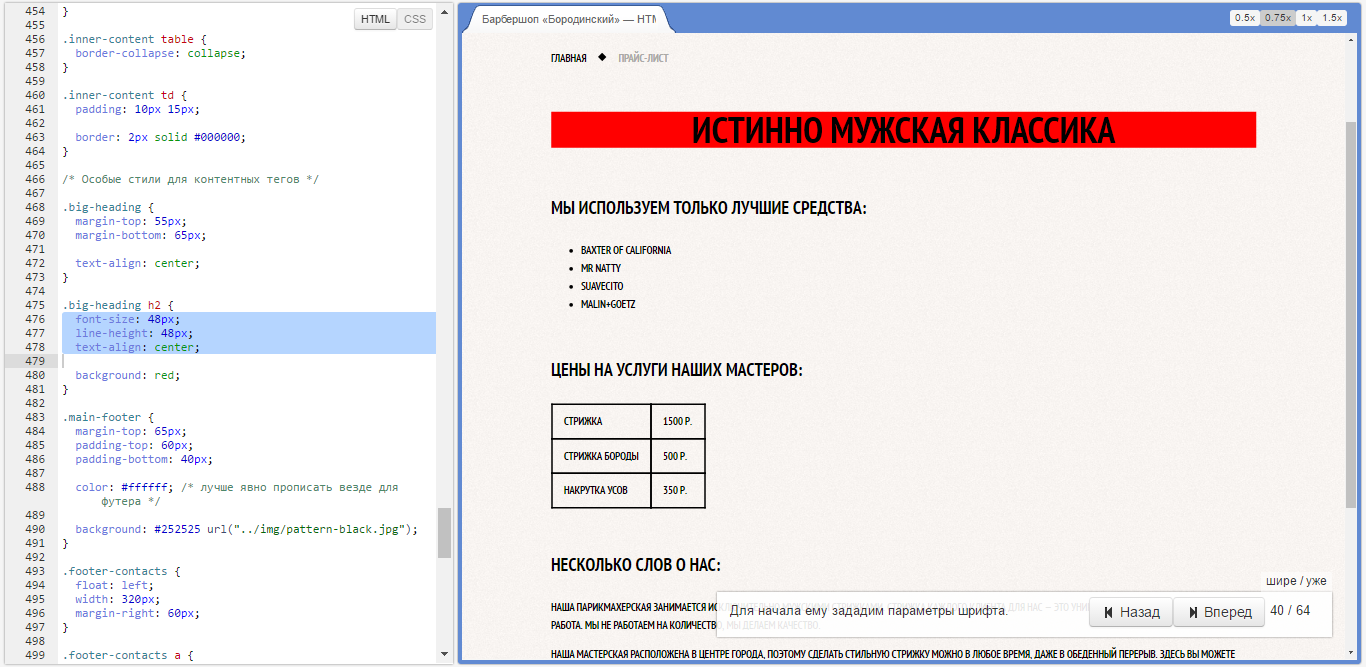 HTML CSS
454 }
455
456 .inner-content table {
457 border-collapse: collapse;
458 }
459
460 .inner-content td {
461 padding: 10px 15px;
462
463 border: 2px solid #000000;
464 }
465
466 /* Особые стили для контентных тегов */
467
468 .big-heading {
469 margin-top: 55px;
470 margin-bottom: 65px;
471
472 text-align: center;
473 }
474
475 .big-heading h2 {
476 font-size: 48px;
477 line-height: 48px;
478 text-align: center;
479
480 background: red;
481 }
482
483 .main-footer {
484 margin-top: 65px;
485 padding-top: 60px;
486 padding-bottom: 40px;
487
488 color: #ffffff; /* лучше явно прописать везде для
футера */
489
490 background: #252525 url("../img/pattern-black.jpg");
491 }
492
493 .footer-contacts {
494 float: left;
495 width: 320px;
496 margin-right: 60px;
497 }
498
499 .footer-contacts a {
Барбершоп «Бородинский» — HTM
0.5x 0.75x 1x 1.5x
ГЛАВНАЯ ПРАЙС-ЛИСТ
ИСТИННО МУЖСКАЯ КЛАССИКА
МЫ ИСПОЛЬЗУЕМ ТОЛЬКО ЛУЧШИЕ СРЕДСТВА:
BAXTER OF CALIFORNIA
MR NATTY
SUAVECITO
MALIN+GOETZ
ЦЕНЫ НА УСЛУГИ НАШИХ МАСТЕРОВ:
СТРИЖКА 1500 Р.
СТРИЖКА БОРОДЫ 500 Р.
НАКРУТКА УСОВ 350 Р.
НЕСКОЛЬКО СЛОВ О НАС:
шире / уже
НАША ПАРИКМАХЕРСКАЯ ЗАНИМАЕТСЯ ДЛЯ НАС — ЭТО
РАБОТА. МЫ НЕ РАБОТАЕМ НА КОЛИЧЕСТВО, МЫ ДЕЛАЕМ КАЧЕСТВО.
Для начала ему зададим параметры шрифта.
Назад Вперед 40 / 64
НАША МАСТЕРСКАЯ РАСПОЛОЖЕНА В ЦЕНТРЕ ГОРОДА, ПОЭТОМУ СДЕЛАТЬ СТИЛЬНУЮ СТРИЖКУ МОЖНО В ЛЮБОЕ ВРЕМЯ, ДАЖЕ В ОБЕДЕННЫЙ ПЕРЕРЫВ. ЗДЕСЬ ВЫ МОЖЕТЕ